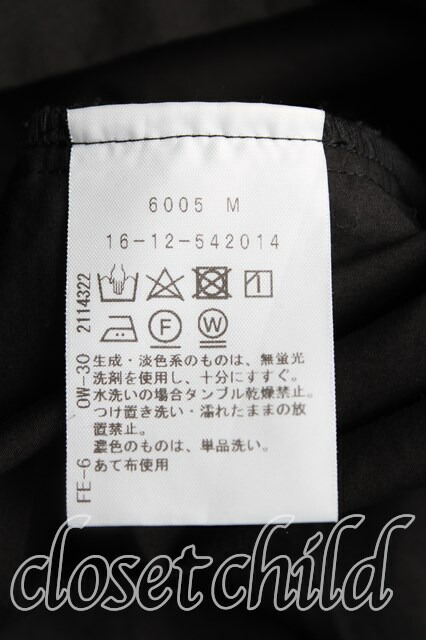 6005 M
16-12-542014
F W
生成・淡色系のものは、無蛍光
洗剤を使用し、十分にすすぐ。
水洗いの場合タンブル乾燥禁止。
つけ置き洗い・濡れたままの放
置禁止。
濃色のものは、単品洗い。
あて布使用
FE-6 0W-30 2114322
closetchild